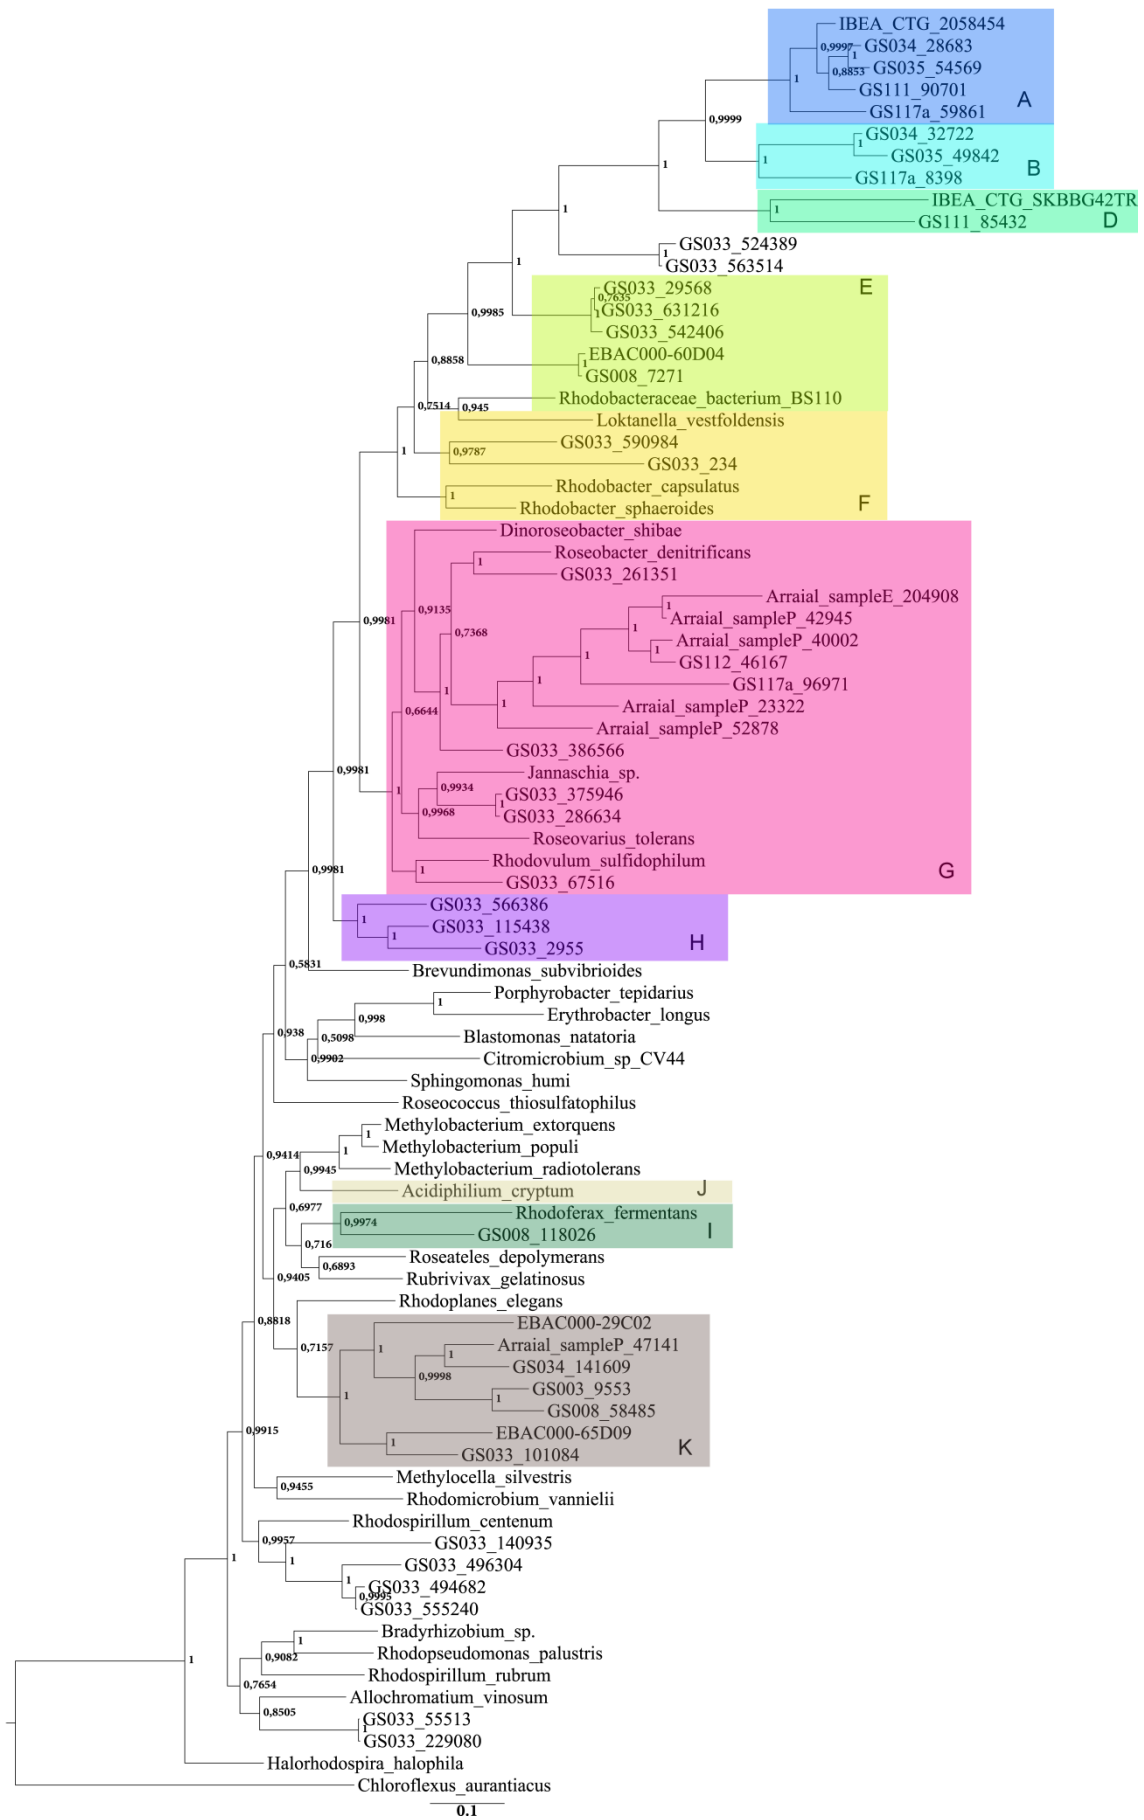 IBEA_CTG_2058454
0,9997
GS034_28683
1
GS035_54569
0,8853
1
GS111_90701
A
GS117a_59861
0,9999
GS034_32722
1
GS035_49842
1
B
GS117a_8398
1
IBEA_CTG_SKBBG42TR
1
GS111_85432
D
1
GS033_524389
1
GS033_563514
GS033_29568
E
0,7635
GS033_631216
1
0,9985
GS033_542406
EBAC000-60D04
0,8858
1
GS008_7271
Rhodobacteraceae_bacterium_BS110
0,7514
0,945
Loktanella_vestfoldensis
GS033_590984
1
0,9787
GS033_234
Rhodobacter_capsulatus
1
F
Rhodobacter_sphaeroides
Dinoroseobacter_shibae
Roseobacter_denitrificans
1
GS033_261351
Arraial_sampleE_204908
1
0,9135
0,9981
Arraial_sampleP_42945
1
0,7368
Arraial_sampleP_40002
1
1
GS112_46167
1
GS117a_96971
1
1
Arraial_sampleP_23322
0,6644
Arraial_sampleP_52878
GS033_386566
0,9981
Jannaschia_sp.
0,9934
1
GS033_375946
1
0,9968
GS033_286634
Roseovarius_tolerans
Rhodovulum_sulfidophilum
0,9981
1
G
GS033_67516
GS033_566386
1
GS033_115438
1
H
GS033_2955
0,5831
Brevundimonas_subvibrioides
Porphyrobacter_tepidarius
1
Erythrobacter_longus
0,998
0,938
0,5098
Blastomonas_natatoria
0,9902
Citromicrobium_sp_CV44
Sphingomonas_humi
Roseococcus_thiosulfatophilus
Methylobacterium_extorquens
1
Methylobacterium_populi
1
0,9414
0,9945
Methylobacterium_radiotolerans
Acidiphilium_cryptum
J
0,6977
Rhodoferax_fermentans
0,9974
GS008_118026
I
0,716
Roseateles_depolymerans
0,6893
0,9405
Rubrivivax_gelatinosus
Rhodoplanes_elegans
0,8818
EBAC000-29C02
0,7157
1
Arraial_sampleP_47141
1
GS034_141609
0,9998
GS003_9553
1
1
GS008_58485
0,9915
EBAC000-65D09
1
K
GS033_101084
Methylocella_silvestris
0,9455
Rhodomicrobium_vannielii
Rhodospirillum_centenum
0,9957
GS033_140935
1
1
GS033_496304
1
GS033_494682
0,9995
GS033_555240
Bradyrhizobium_sp.
1
Rhodopseudomonas_palustris
0,9082
1
Rhodospirillum_rubrum
0,7654
Allochromatium_vinosum
0,8505
GS033_55513
1
GS033_229080
Halorhodospira_halophila
Chloroflexus_aurantiacus
0.1